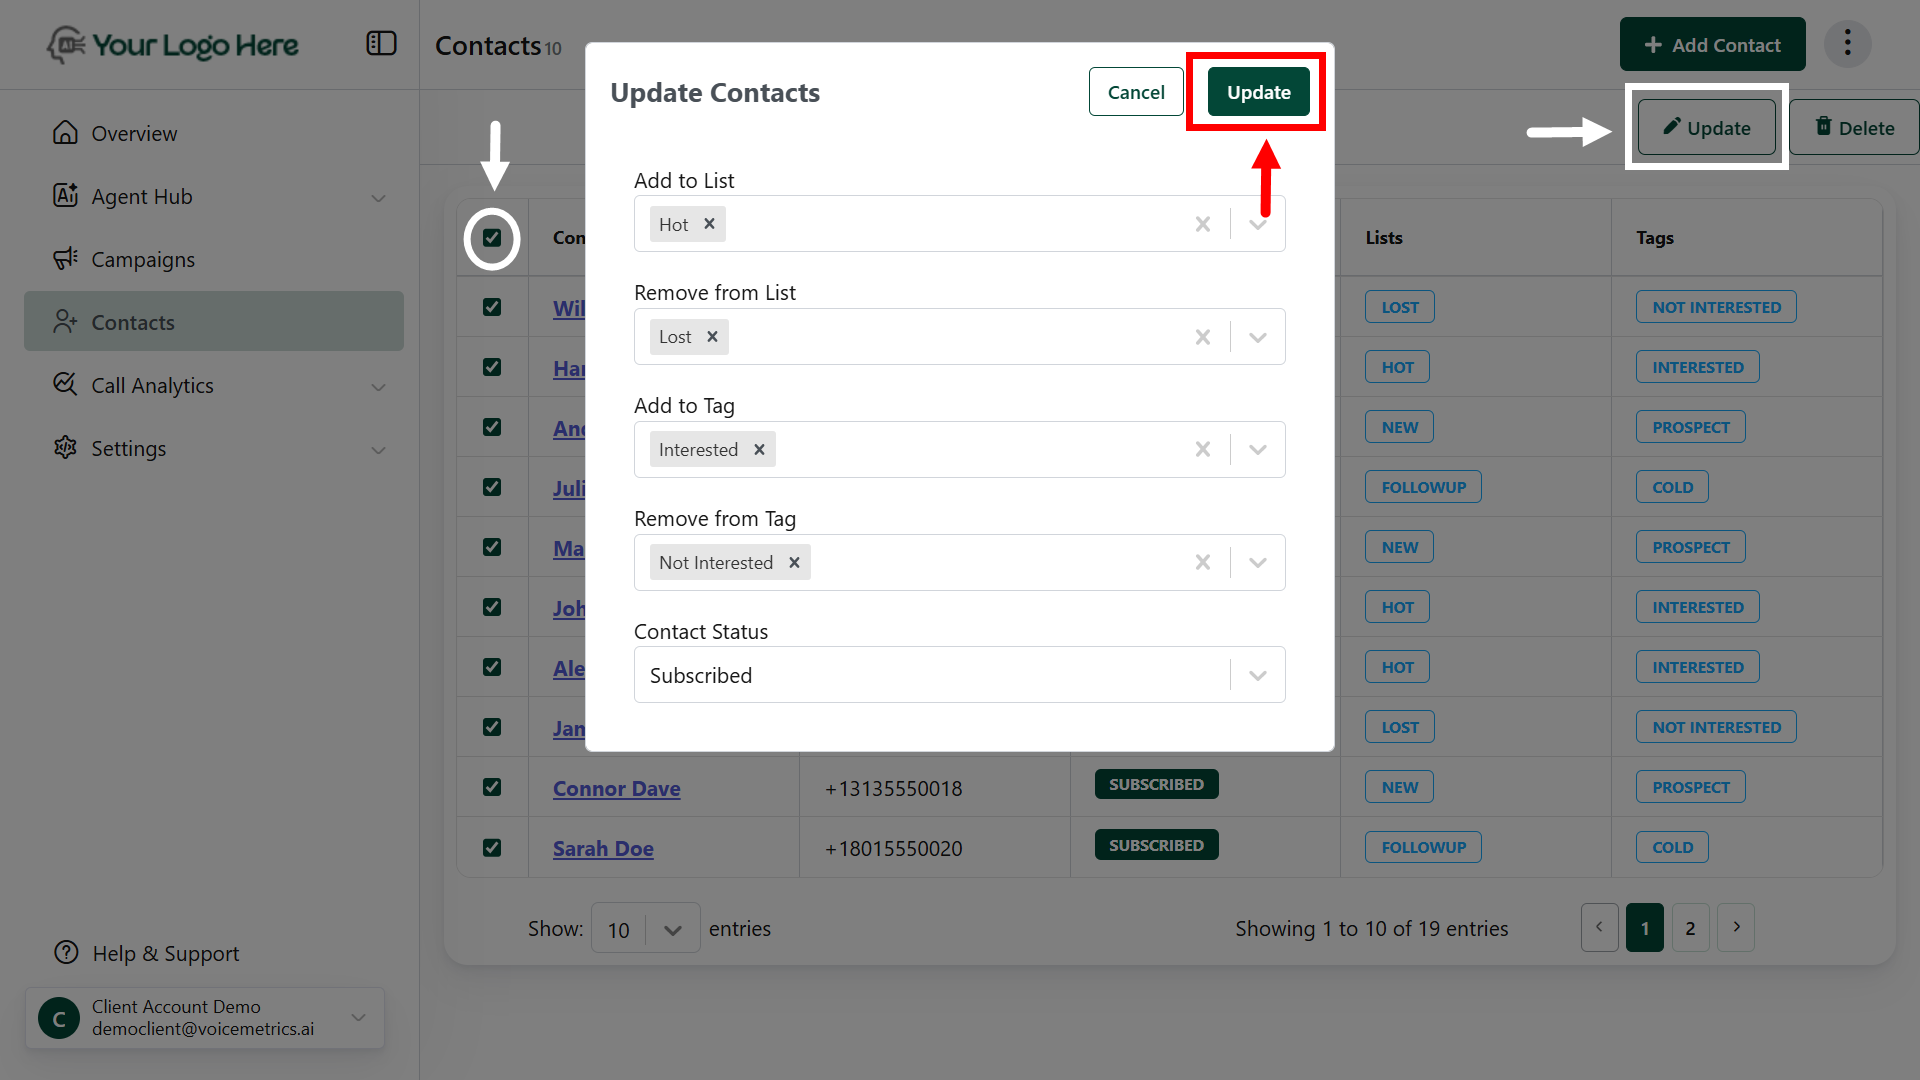 AI Your Logo Here
Contacts 10
+ Add Contact
Update Contacts
Cancel
Update
Update
Delete
Overview
Agent Hub
Campaigns
Contacts
Call Analytics
Settings
Add to List
Hot
Remove from List
Lost
Add to Tag
Interested
Remove from Tag
Not Interested
Contact Status
Subscribed
Con Lists Tags
Wil LOST NOT INTERESTED
Har HOT INTERESTED
And NEW PROSPECT
Juli FOLLOWUP COLD
Ma NEW PROSPECT
Joh HOT INTERESTED
Ale HOT INTERESTED
Jan LOST NOT INTERESTED
Connor Dave +13135550018 SUBSCRIBED NEW PROSPECT
Sarah Doe +18015550020 SUBSCRIBED FOLLOWUP COLD
Show: 10 entries
Showing 1 to 10 of 19 entries
‹ 1 2 ›
Help & Support
C
Client Account Demo
democlient@voicemetrics.ai